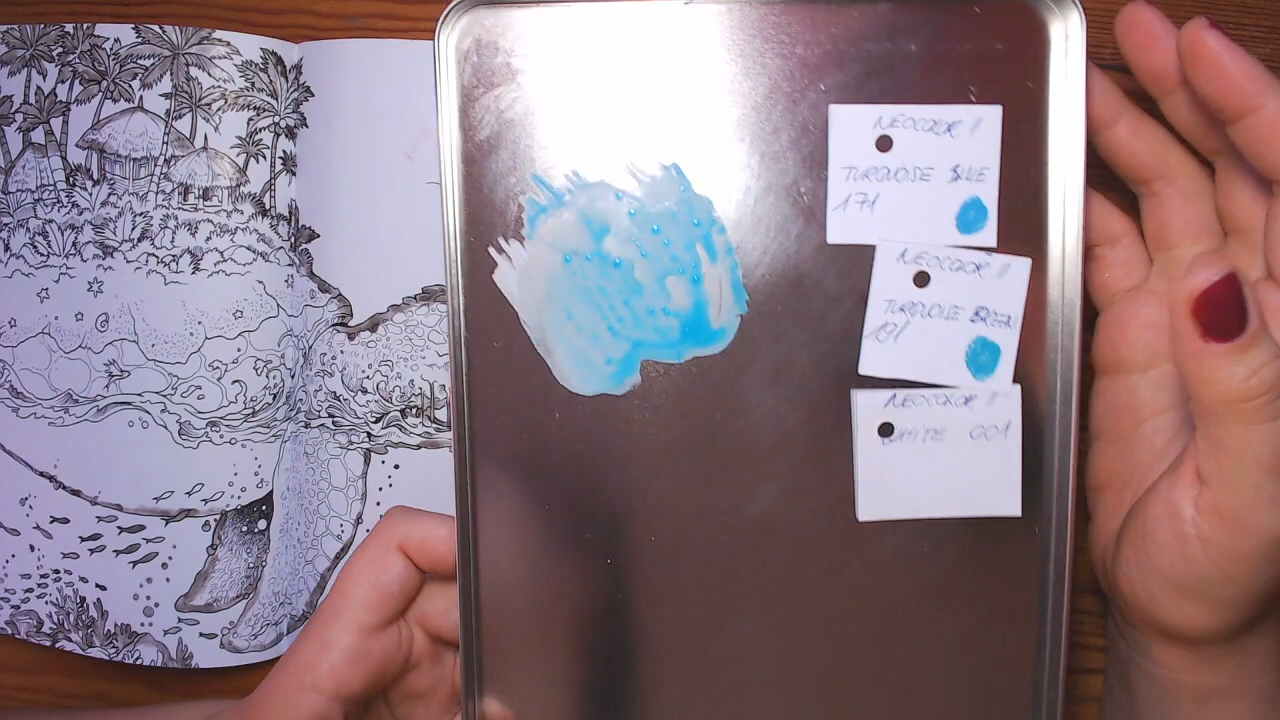 NEOCOLOR II
TURQUOISE BLUE
171
NEOCOLOR II
TURQUOISE GREEN
191
NEOCOLOR II
WHITE 001